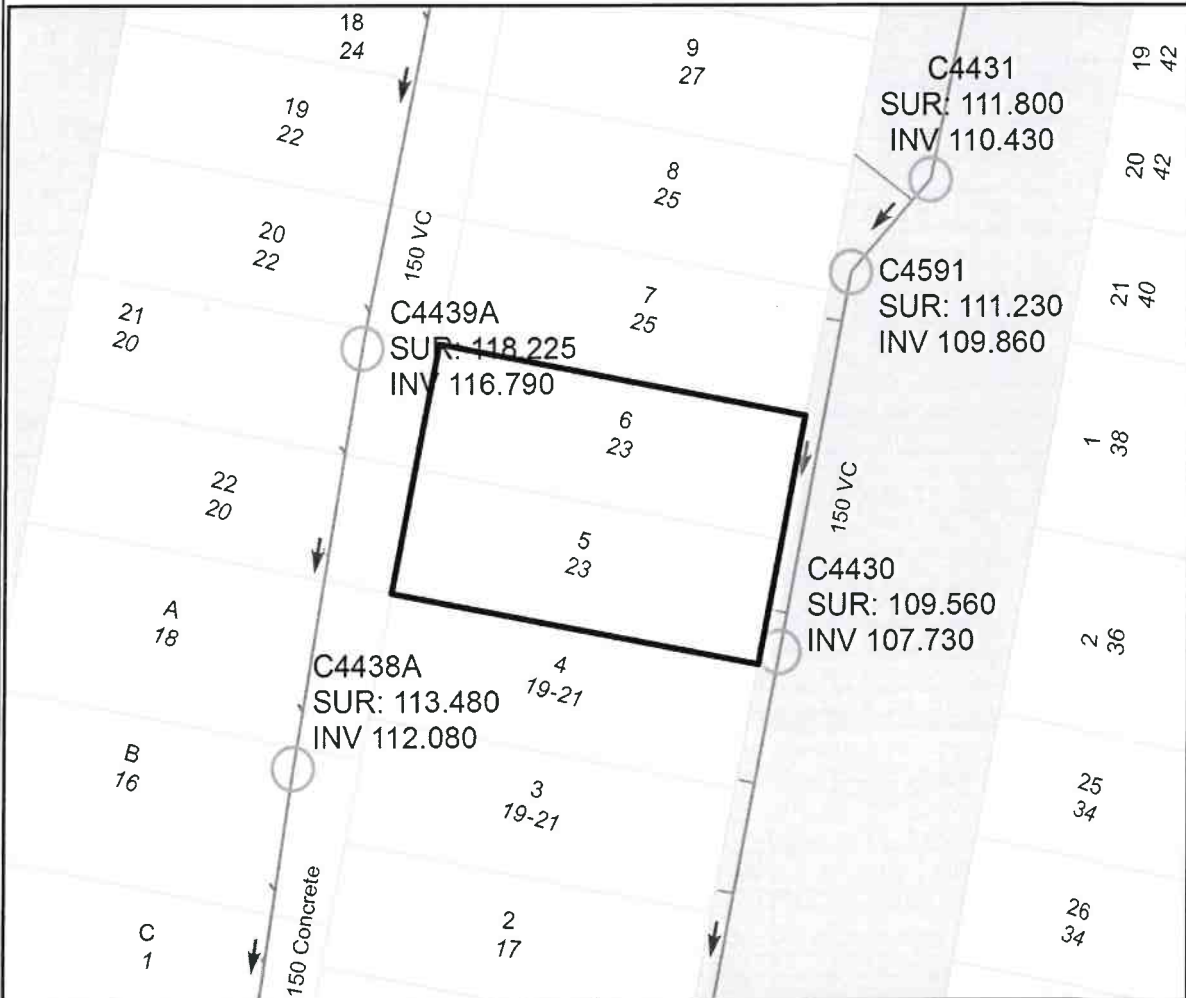 18
24
9
27
19
42
C4431
SUR: 111.800
INV 110.430
19
22
8
25
20
42
150 VC
20
22
C4591
SUR: 111.230
INV 109.860
21
40
7
25
21
20
C4439A
SUR: 118.225
INV 116.790
6
23
1
38
22
20
150 VC
5
23
C4430
SUR: 109.560
INV 107.730
A
18
2
36
4
19-21
C4438A
SUR: 113.480
INV 112.080
B
16
3
19-21
25
34
150 Concrete
C
1
2
17
26
34